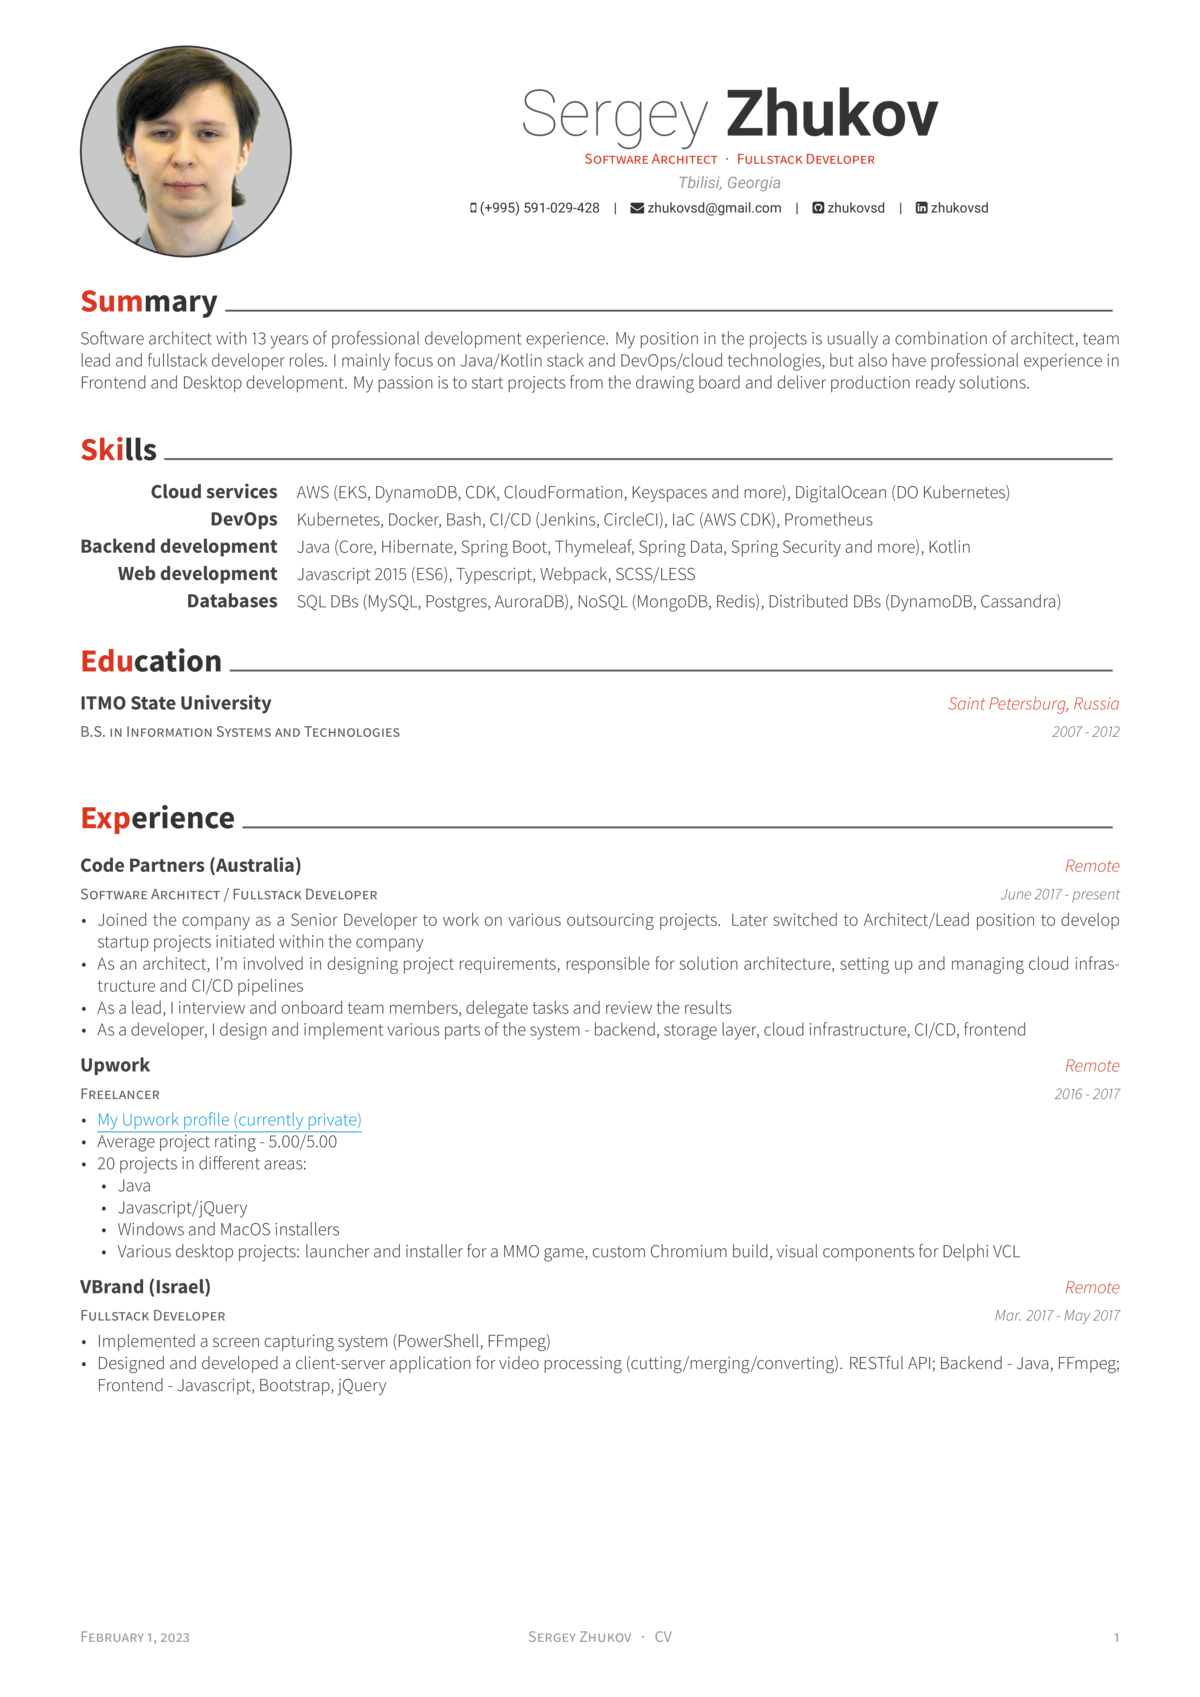 Sergey Zhukov
Software Architect · Fullstack Developer
Tbilisi, Georgia
(+995) 591-029-428 | zhukovsd@gmail.com | zhukovsd | zhukovsd
Summary
Software architect with 13 years of professional development experience. My position in the projects is usually a combination of architect, team
lead and fullstack developer roles. I mainly focus on Java/Kotlin stack and DevOps/cloud technologies, but also have professional experience in
Frontend and Desktop development. My passion is to start projects from the drawing board and deliver production ready solutions.
Skills
Cloud services AWS (EKS, DynamoDB, CDK, CloudFormation, Keyspaces and more), DigitalOcean (DO Kubernetes)
DevOps Kubernetes, Docker, Bash, CI/CD (Jenkins, CircleCI), IaC (AWS CDK), Prometheus
Backend development Java (Core, Hibernate, Spring Boot, Thymeleaf, Spring Data, Spring Security and more), Kotlin
Web development Javascript 2015 (ES6), Typescript, Webpack, SCSS/LESS
Databases SQL DBs (MySQL, Postgres, AuroraDB), NoSQL (MongoDB, Redis), Distributed DBs (DynamoDB, Cassandra)
Education
ITMO State University Saint Petersburg, Russia
B.S. in Information Systems and Technologies 2007 - 2012
Experience
Code Partners (Australia) Remote
Software Architect / Fullstack Developer June 2017 - present
• Joined the company as a Senior Developer to work on various outsourcing projects. Later switched to Architect/Lead position to develop
startup projects initiated within the company
• As an architect, I'm involved in designing project requirements, responsible for solution architecture, setting up and managing cloud infras-
tructure and CI/CD pipelines
• As a lead, I interview and onboard team members, delegate tasks and review the results
• As a developer, I design and implement various parts of the system - backend, storage layer, cloud infrastructure, CI/CD, frontend
Upwork Remote
Freelancer 2016 - 2017
• My Upwork profile (currently private)
• Average project rating - 5.00/5.00
• 20 projects in different areas:
• Java
• Javascript/jQuery
• Windows and MacOS installers
• Various desktop projects: launcher and installer for a MMO game, custom Chromium build, visual components for Delphi VCL
VBrand (Israel) Remote
Fullstack Developer Mar. 2017 - May 2017
• Implemented a screen capturing system (PowerShell, FFmpeg)
• Designed and developed a client-server application for video processing (cutting/merging/converting). RESTful API; Backend - Java, FFmpeg;
Frontend - Javascript, Bootstrap, jQuery
February 1, 2023 Sergey Zhukov · CV 1